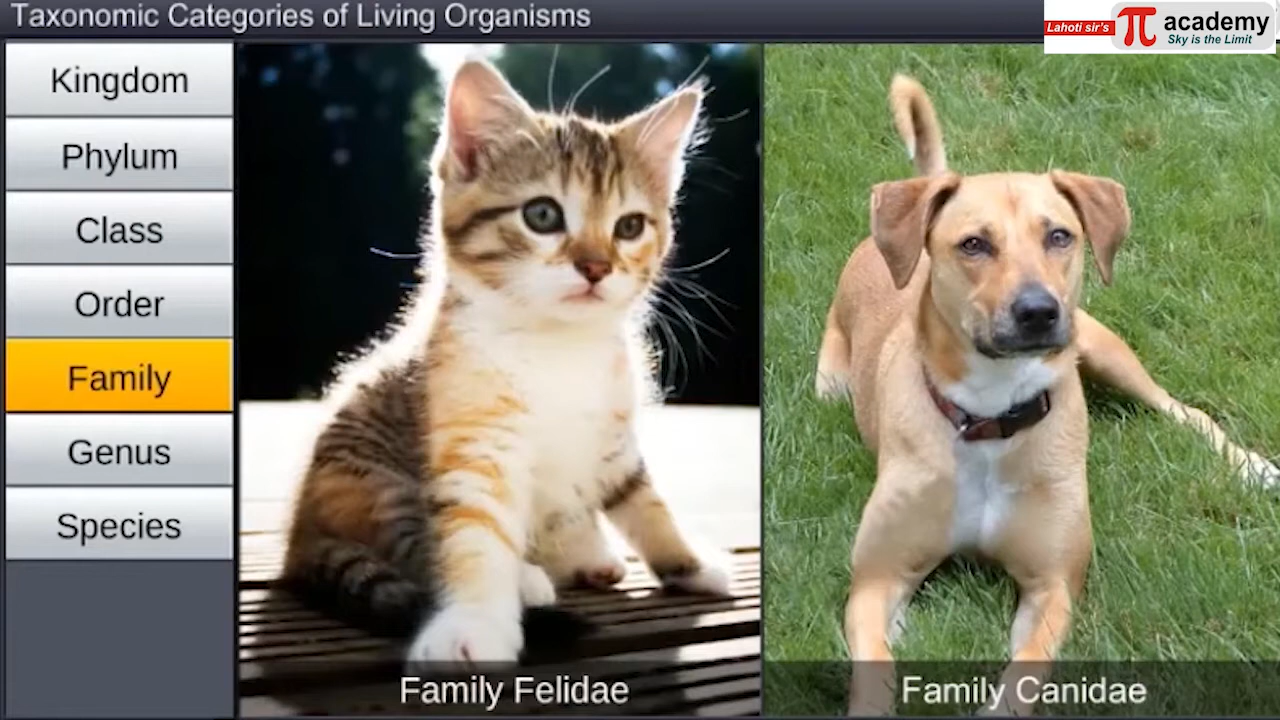 Taxonomic Categories of Living Organisms
Lahoti sir's
π academy
Sky is the Limit
Kingdom
Phylum
Class
Order
Family
Genus
Species
Family Felidae
Family Canidae